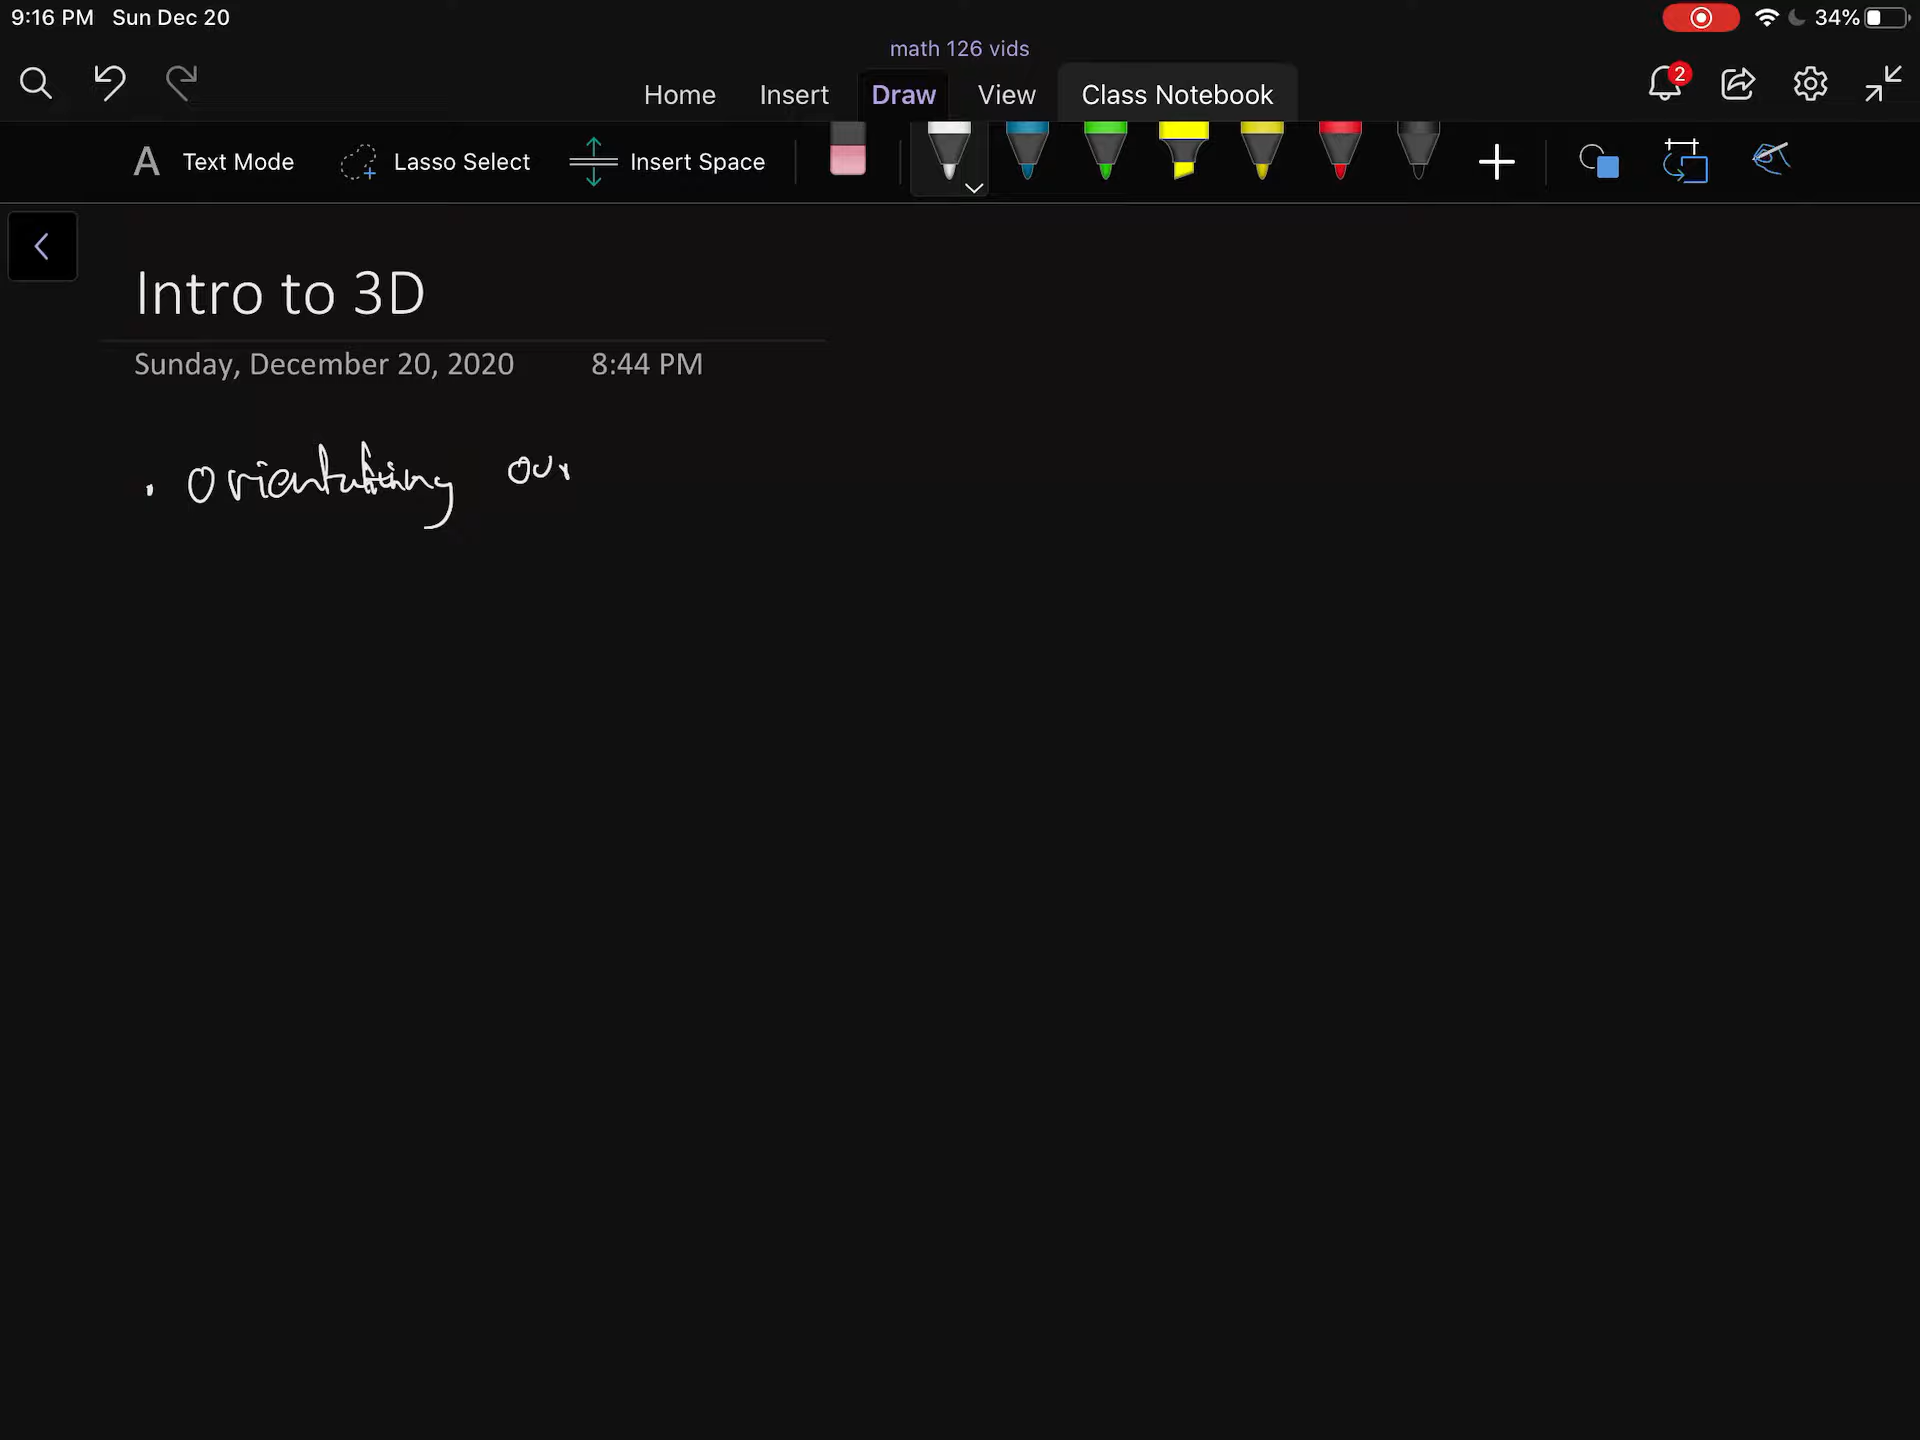 9:16 PM Sun Dec 20
34%
math 126 vids
Home Insert Draw View Class Notebook
2
A Text Mode Lasso Select Insert Space
Intro to 3D
Sunday, December 20, 2020 8:44 PM
· our